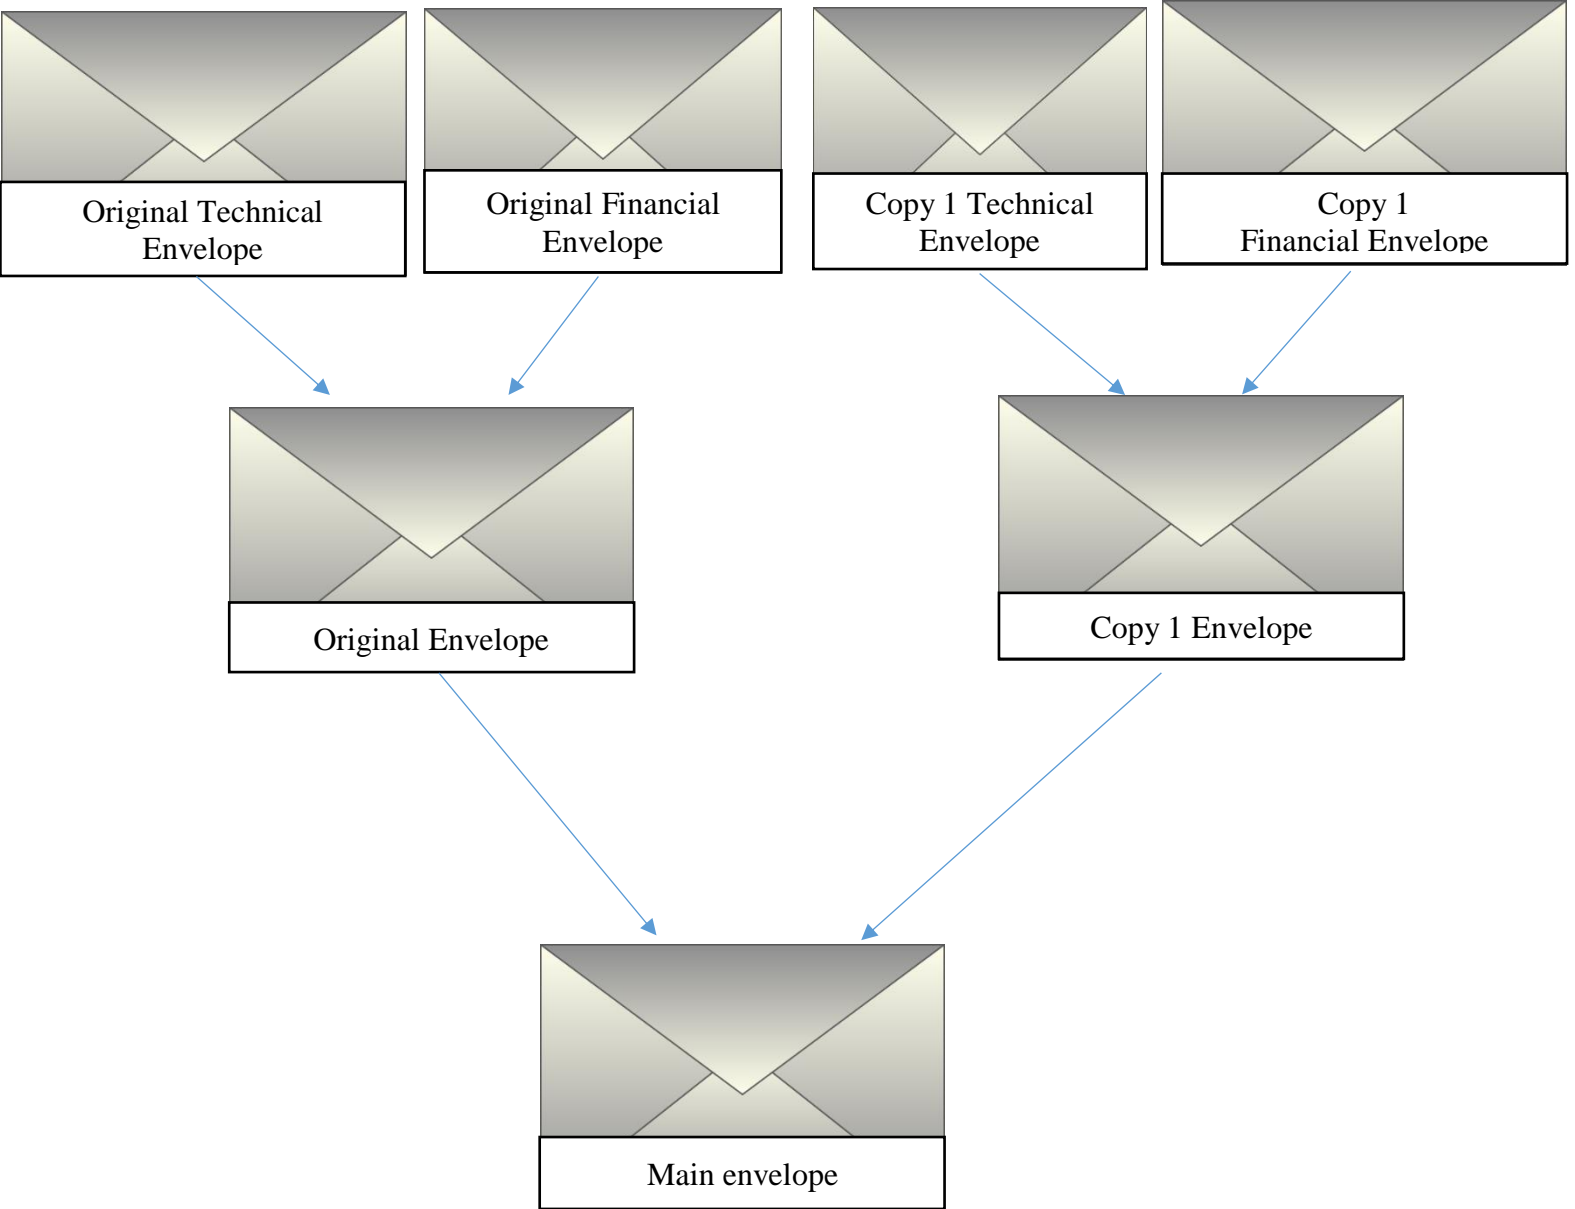 Original Technical
Envelope
Original Financial
Envelope
Copy 1 Technical
Envelope
Copy 1
Financial Envelope
Original Envelope
Copy 1 Envelope
Main envelope